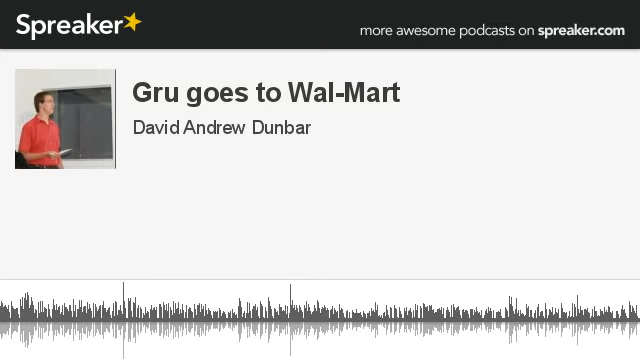 Spreaker
more awesome podcasts on spreaker.com
Gru goes to Wal-Mart
David Andrew Dunbar